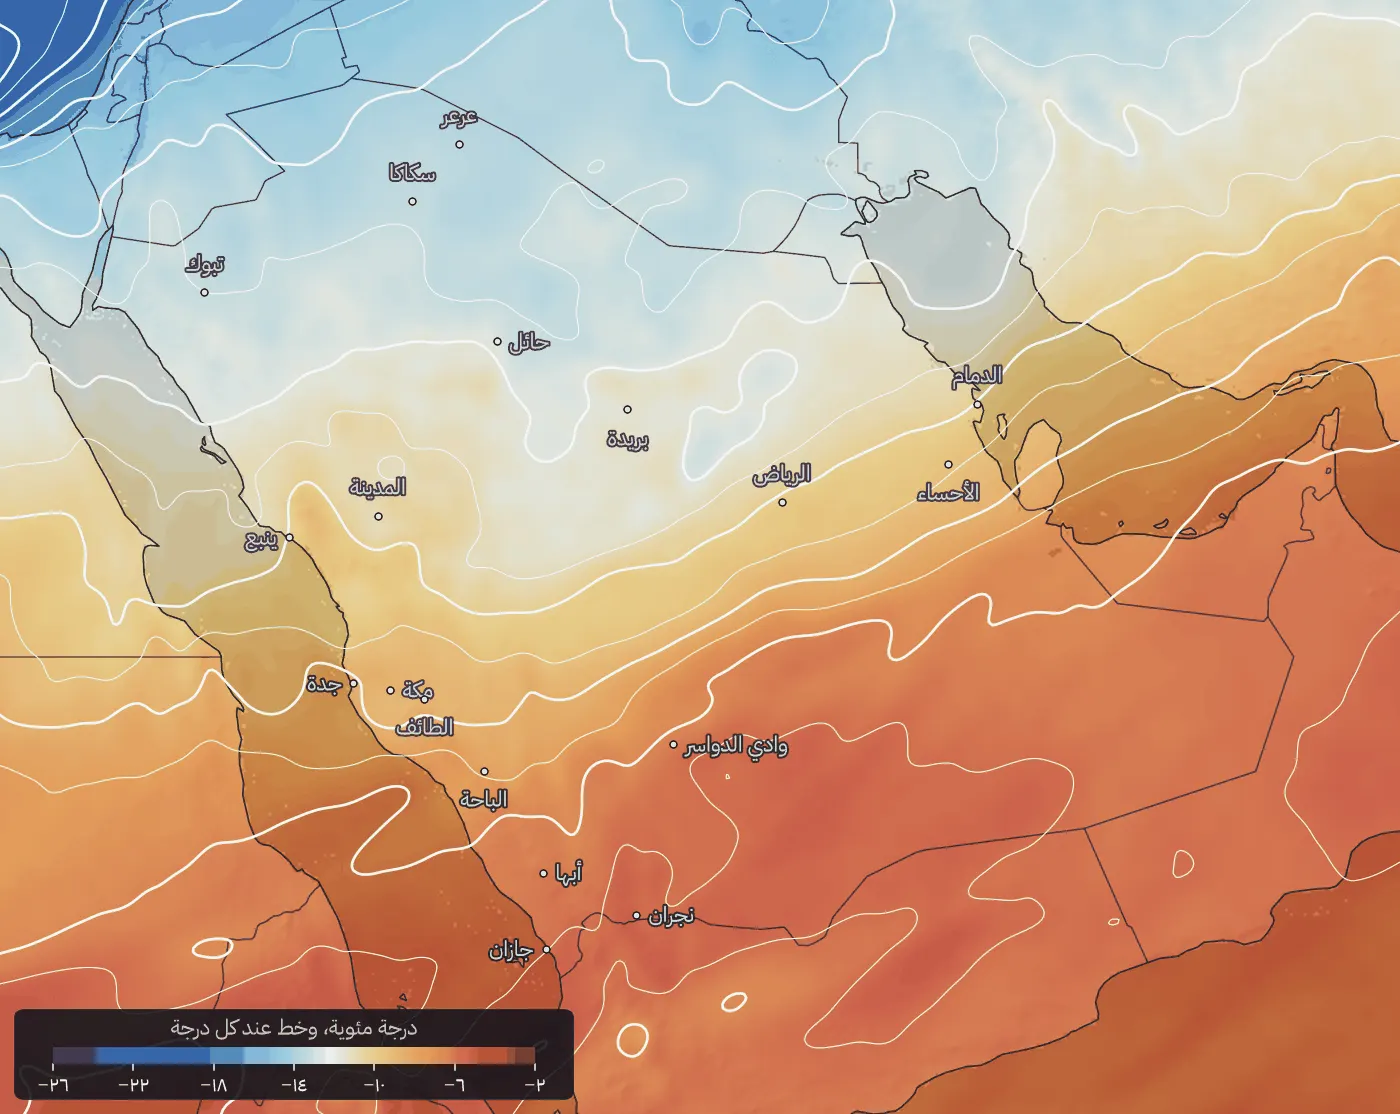 عرعر
سكاكا
تبوك
حائل
الدمام
بريدة
الرياض
المدينة
الأحساء
ينبع
جدة
مكة
الطائف
وادي الدواسر
الباحة
أبها
نجران
جازان
درجة مئوية، وخط عند كل درجة
−٢٦ −٢٢ −١٨ −١٤ −١٠ −٦ −٢